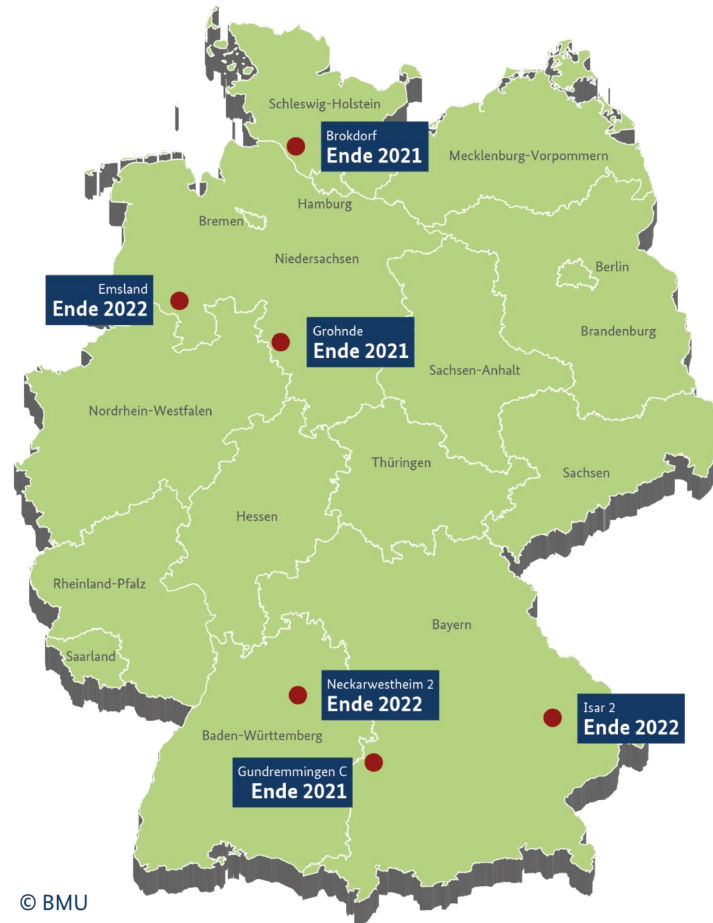 Schleswig-Holstein
Brokdorf
Ende 2021
Mecklenburg-Vorpommern
Hamburg
Bremen
Niedersachsen
Berlin
Emsland
Ende 2022
Brandenburg
Grohnde
Ende 2021
Sachsen-Anhalt
Nordrhein-Westfalen
Thüringen
Sachsen
Hessen
Rheinland-Pfalz
Bayern
Saarland
Neckarwestheim 2
Ende 2022
Isar 2
Ende 2022
Baden-Württemberg
Gundremmingen C
Ende 2021
© BMU